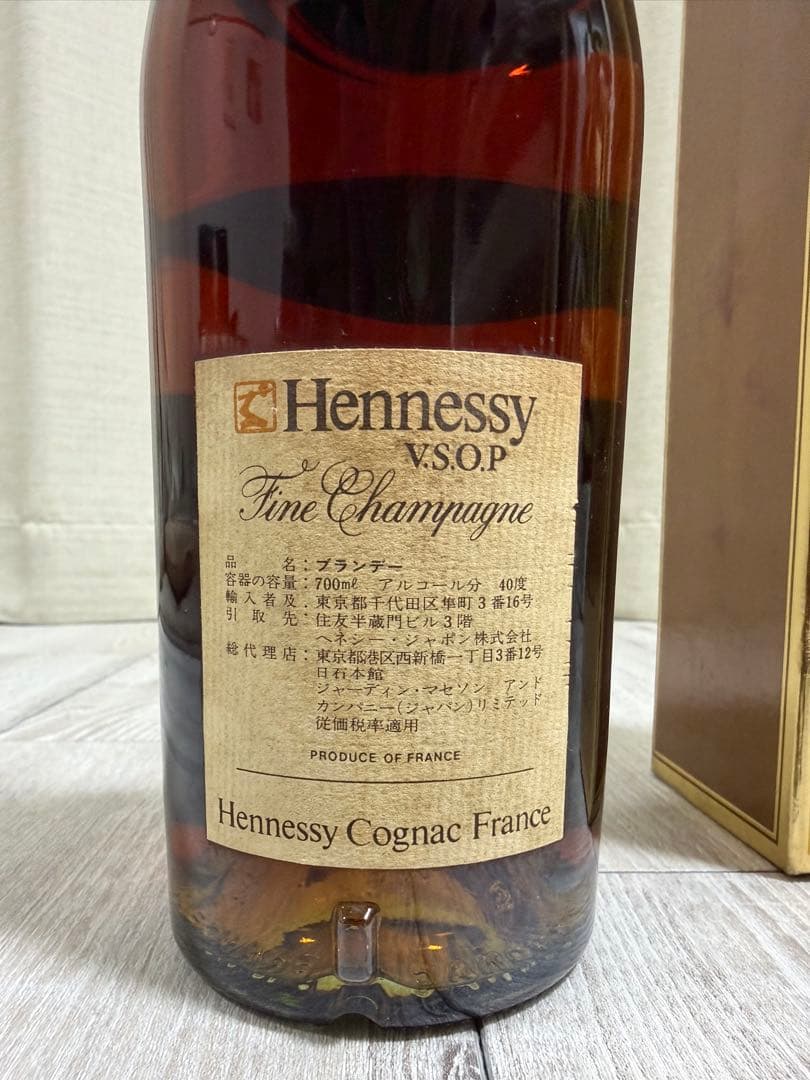 Hennessy
V.S.O.P
Fine Champagne
品 名：ブランデー
容器の容量：700mℓ アルコール分 40度
輸入者及．東京都千代田区隼町3番16号
引取先：住友半蔵門ビル3階
ヘネシー・ジャポン株式会社
総代理店：東京都港区西新橋一丁目3番12号
日石本館
ジャーディン・マセソン アンド
カンパニー(ジャパン)リミテッド
従価税率適用
PRODUCE OF FRANCE
Hennessy Cognac France